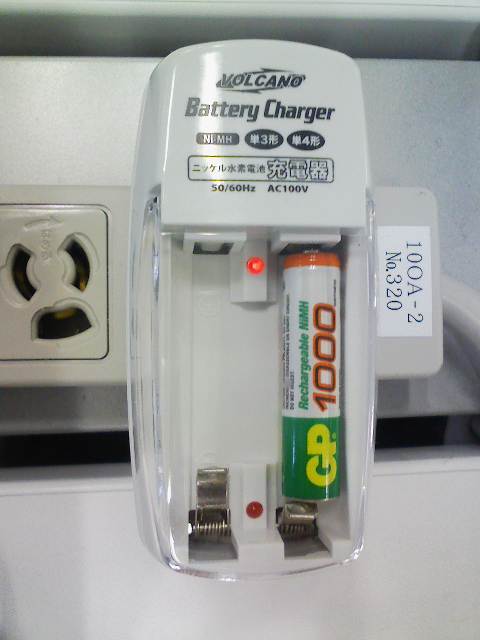 VOLCANO
Battery Charger
Ni-MH 単3形 単4形
ニッケル水素電池 充電器
50/60Hz AC100V
100A-2
No.320
GP
1000
Rechargeable NiMH